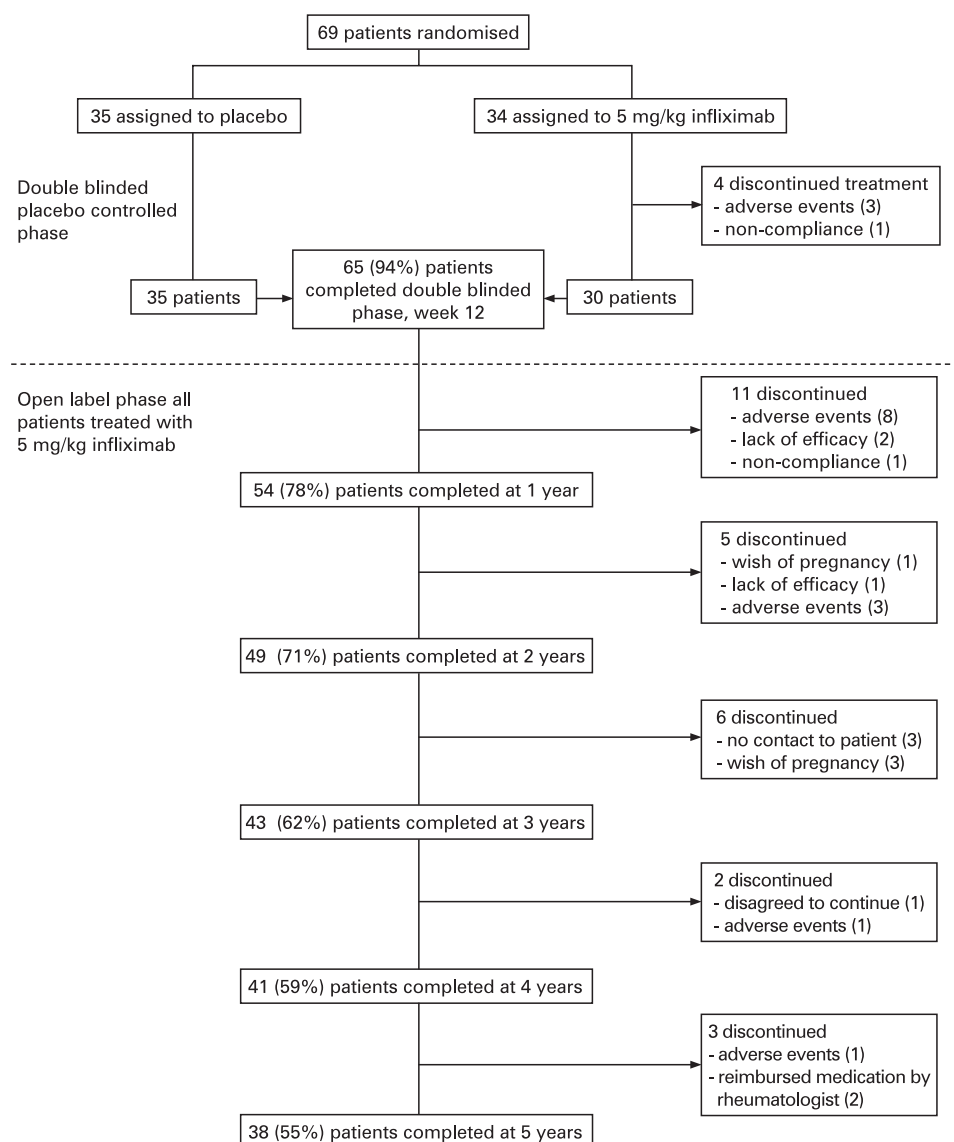 69 patients randomised
35 assigned to placebo
34 assigned to 5 mg/kg infliximab
Double blinded
placebo controlled
phase
4 discontinued treatment
- adverse events (3)
- non-compliance (1)
35 patients
65 (94%) patients
completed double blinded
phase, week 12
30 patients
Open label phase all
patients treated with
5 mg/kg infliximab
11 discontinued
- adverse events (8)
- lack of efficacy (2)
- non-compliance (1)
54 (78%) patients completed at 1 year
5 discontinued
- wish of pregnancy (1)
- lack of efficacy (1)
- adverse events (3)
49 (71%) patients completed at 2 years
6 discontinued
- no contact to patient (3)
- wish of pregnancy (3)
43 (62%) patients completed at 3 years
2 discontinued
- disagreed to continue (1)
- adverse events (1)
41 (59%) patients completed at 4 years
3 discontinued
- adverse events (1)
- reimbursed medication by
rheumatologist (2)
38 (55%) patients completed at 5 years